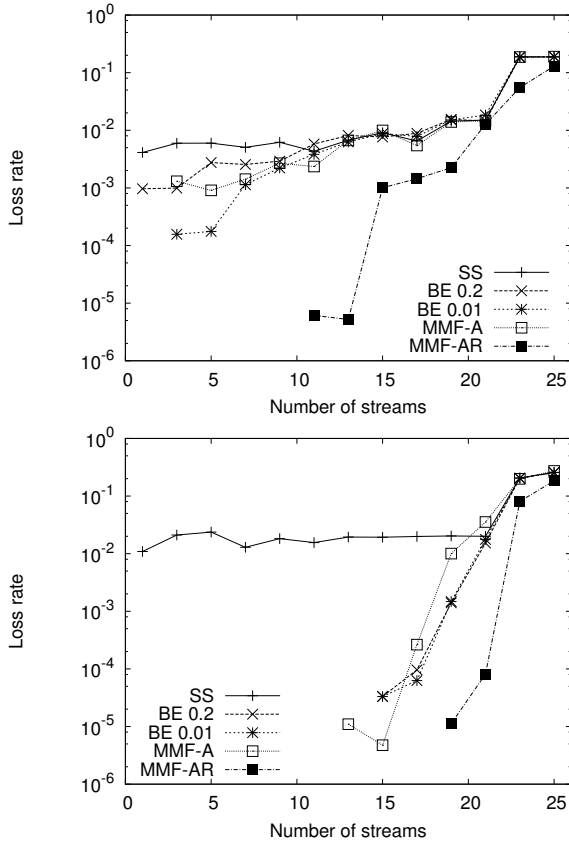 10^0
10^-1
10^-2
10^-3
10^-4
10^-5
10^-6
Loss rate
SS
BE 0.2
BE 0.01
MMF-A
MMF-AR
0 5 10 15 20 25
Number of streams
10^0
10^-1
10^-2
10^-3
10^-4
10^-5
10^-6
Loss rate
SS
BE 0.2
BE 0.01
MMF-A
MMF-AR
0 5 10 15 20 25
Number of streams